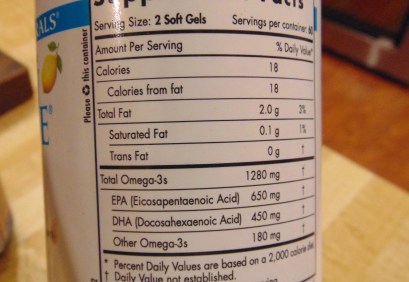 ALS®
E®
Please this container
Serving Size: 2 Soft Gels Servings per container: 60
Amount Per Serving % Daily Value*
Calories 18
Calories from fat 18
Total Fat 2.0 g 3%
Saturated Fat 0.1 g 1%
Trans Fat 0 g †
Total Omega-3s 1280 mg †
EPA (Eicosapentaenoic Acid) 650 mg †
DHA (Docosahexaenoic Acid) 450 mg †
Other Omega-3s 180 mg †
* Percent Daily Values are based on a 2,000 calorie
† Daily Value not established.